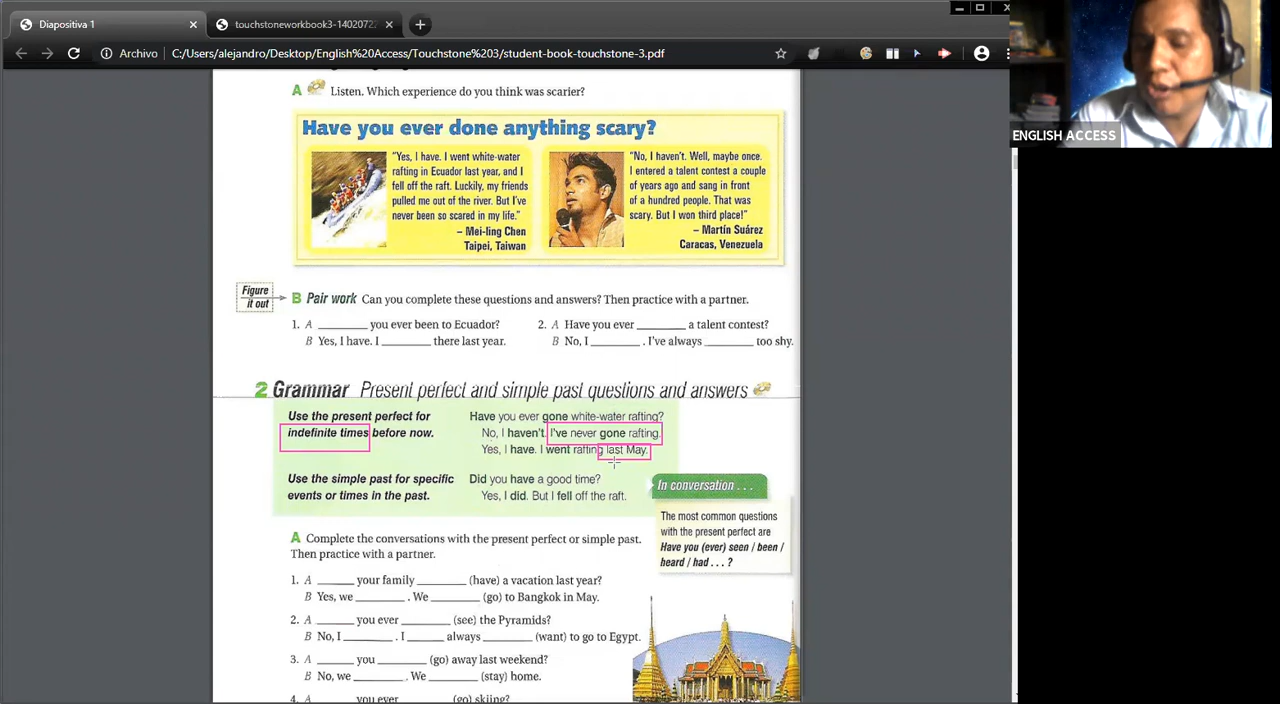 Diapositiva 1
touchstoneworkbook3-1402072
Archivo
C:/Users/alejandro/Desktop/English%20Access/Touchstone%203/student-book-touchstone-3.pdf
ENGLISH ACCESS
A Listen. Which experience do you think was scarier?
Have you ever done anything scary?
"Yes, I have. I went white-water
rafting in Ecuador last year, and I
fell off the raft. Luckily, my friends
pulled me out of the river. But I've
never been so scared in my life."
– Mei-ling Chen
Taipei, Taiwan
"No, I haven't. Well, maybe once.
I entered a talent contest a couple
of years ago and sang in front
of a hundred people. That was
scary. But I won third place!"
– Martín Suárez
Caracas, Venezuela
Figure
it out
B Pair work Can you complete these questions and answers? Then practice with a partner.
1. A ________ you ever been to Ecuador?
B Yes, I have. I ________ there last year.
2. A Have you ever ________ a talent contest?
B No, I ________ . I've always ________ too shy.
2 Grammar Present perfect and simple past questions and answers
Use the present perfect for
indefinite times before now.
Have you ever gone white-water rafting?
No, I haven't. I've never gone rafting.
Yes, I have. I went rafting last May.
Use the simple past for specific
events or times in the past.
Did you have a good time?
Yes, I did. But I fell off the raft.
In conversation . . .
The most common questions
with the present perfect are
Have you (ever) seen / been /
heard / had . . . ?
A Complete the conversations with the present perfect or simple past.
Then practice with a partner.
1. A ______ your family ________ (have) a vacation last year?
B Yes, we ________ . We ________ (go) to Bangkok in May.
2. A ______ you ever ________ (see) the Pyramids?
B No, I ________ . I ______ always ________ (want) to go to Egypt.
3. A ______ you ________ (go) away last weekend?
B No, we ________ . We ________ (stay) home.
4. A ______ you ever ________ (go) skiing?